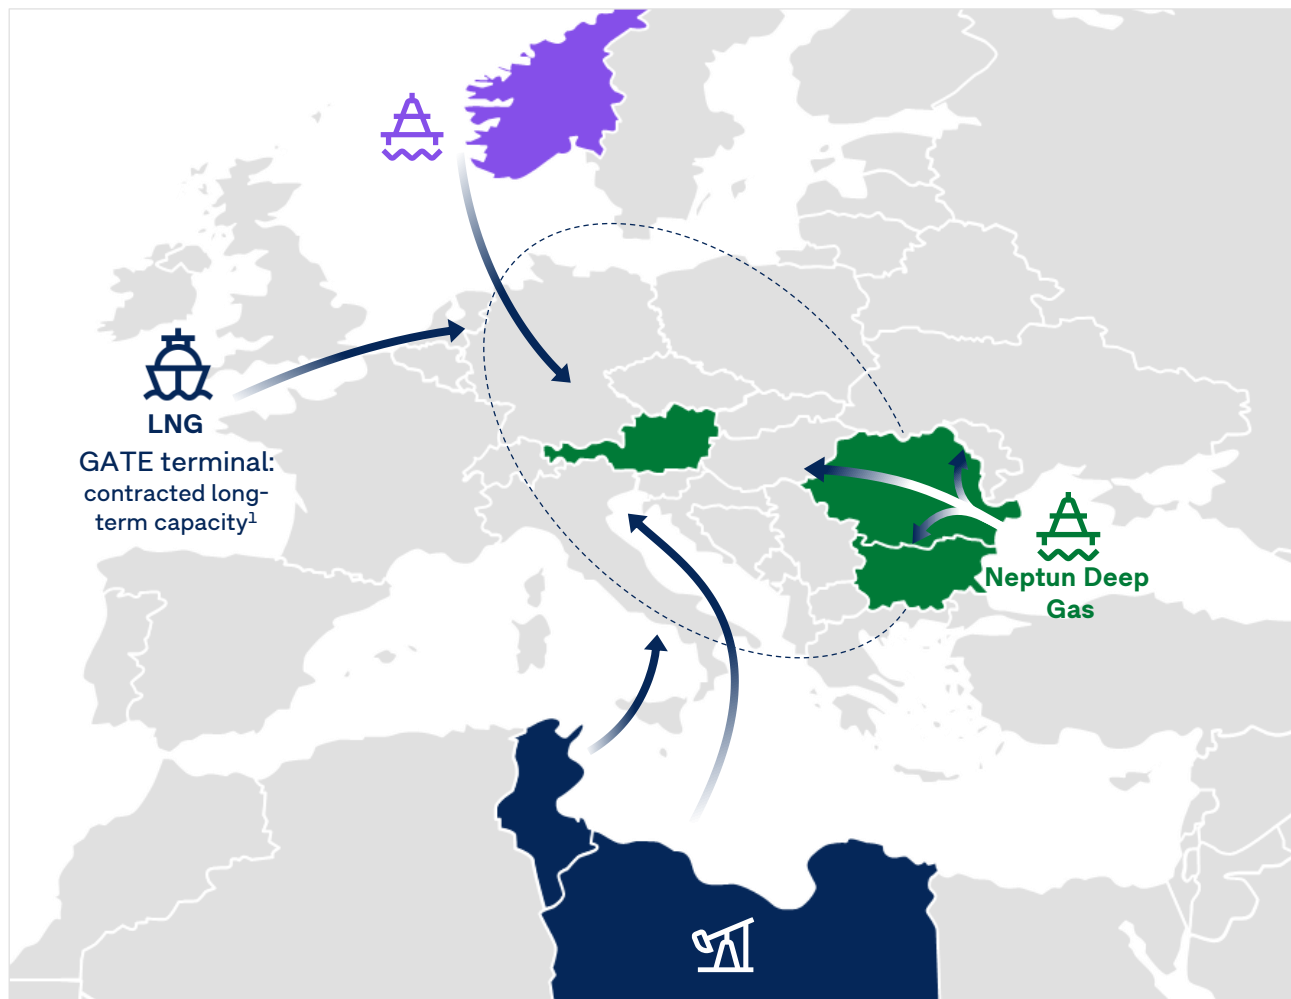 LNG
GATE terminal:
contracted long-
term capacity¹
Neptun Deep
Gas